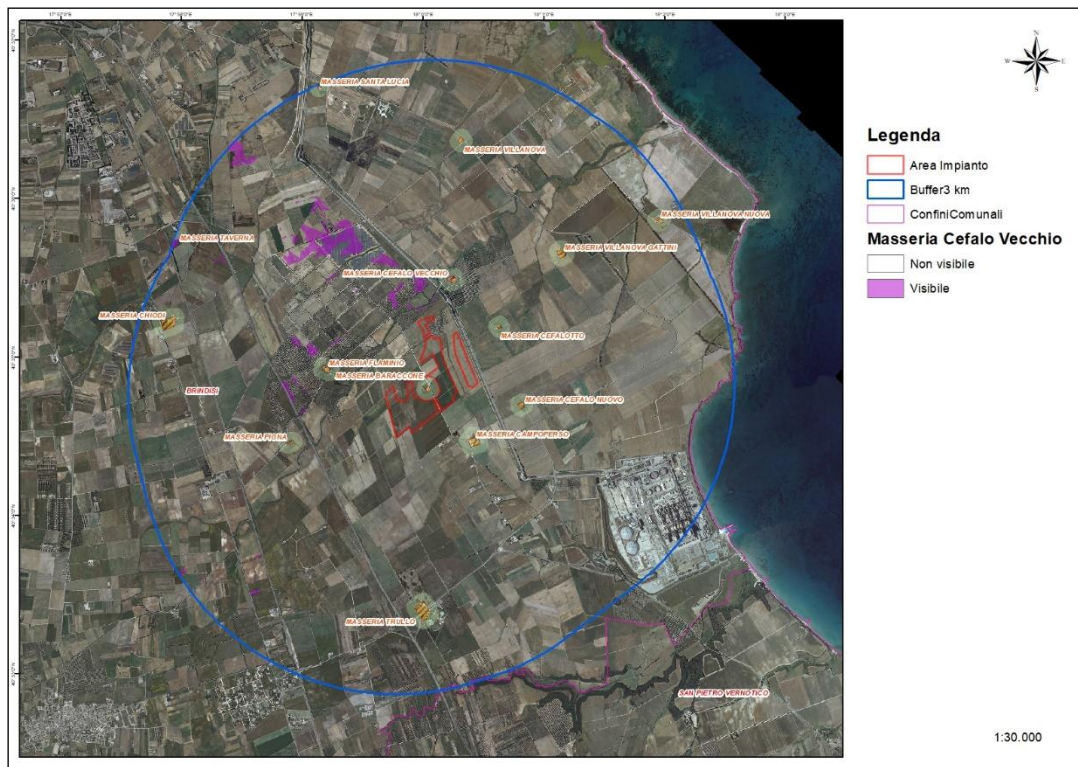 MASSERIA SANTA LUCIA
MASSERIA VILLANOVA
MASSERIA VILLANOVA NUOVA
MASSERIA TAVERNA
MASSERIA VILLANOVA GATTINI
MASSERIA CEFALO VECCHIO
MASSERIA CHIODI
MASSERIA CEFALOTTO
MASSERIA FLAMINIO
MASSERIA BARACCONE
BRINDISI
MASSERIA CEFALO NUOVO
MASSERIA PIGNA
MASSERIA CAMPOPERSO
MASSERIA TRULLO
SAN PIETRO VERNOTICO
N
W
E
S
Legenda
Area Impianto
Buffer3 km
ConfiniComunali
Masseria Cefalo Vecchio
Non visibile
Visibile
1:30.000